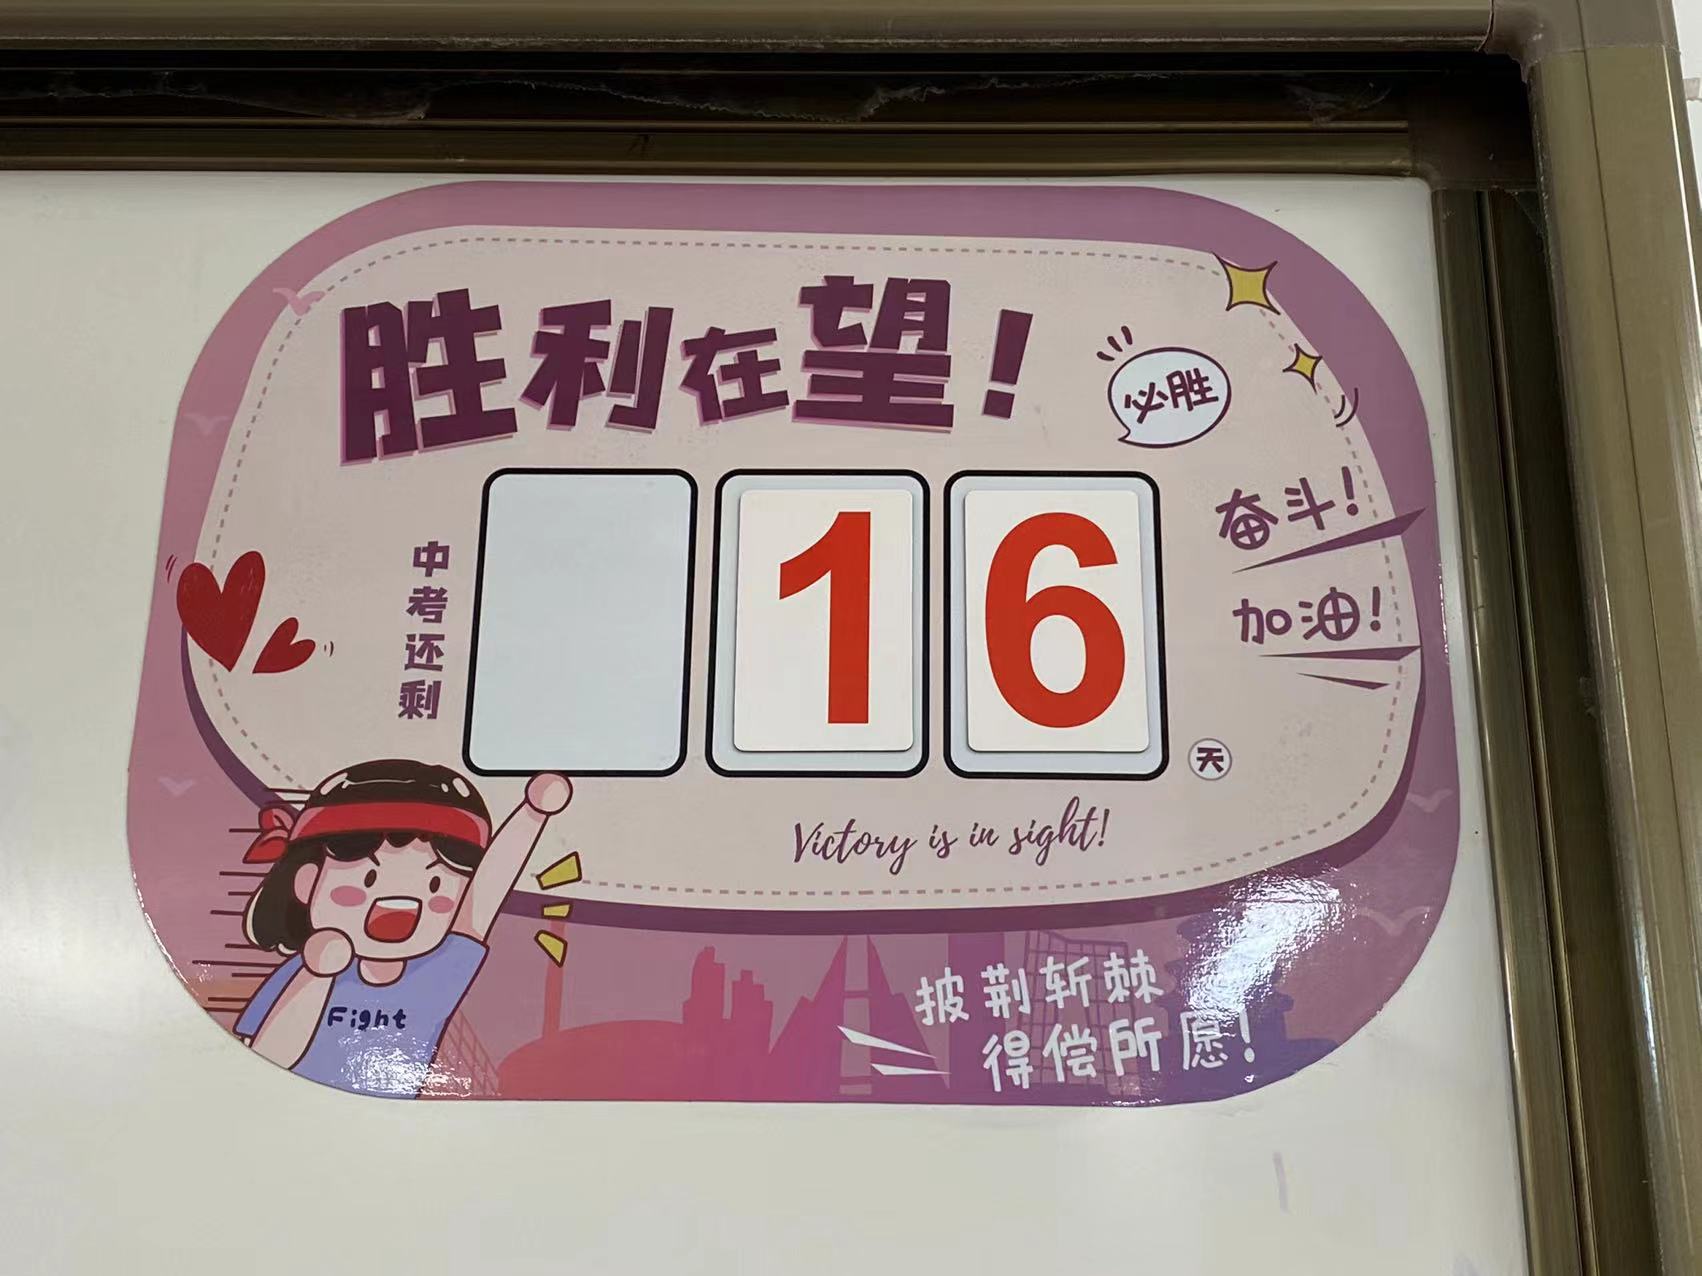 胜利在望!
必胜
奋斗!
加油!
中考还剩
16
天
Victory is in sight!
Fight
披荆斩棘
得偿所愿!